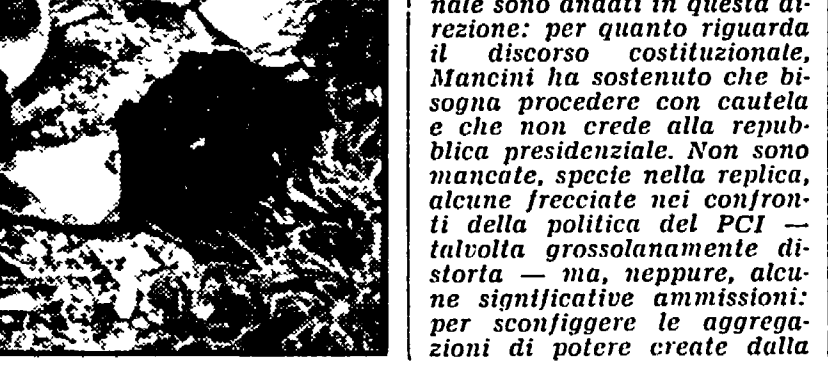 nale sono andati in questa di-
rezione: per quanto riguarda
il discorso costituzionale,
Mancini ha sostenuto che bi-
sogna procedere con cautela
e che non crede alla repub-
blica presidenziale. Non sono
mancate, specie nella replica,
alcune frecciate nei confron-
ti della politica del PCI —
talvolta grossolanamente di-
storta — ma, neppure, alcu-
ne significative ammissioni:
per sconfiggere le aggrega-
zioni di potere create dalla